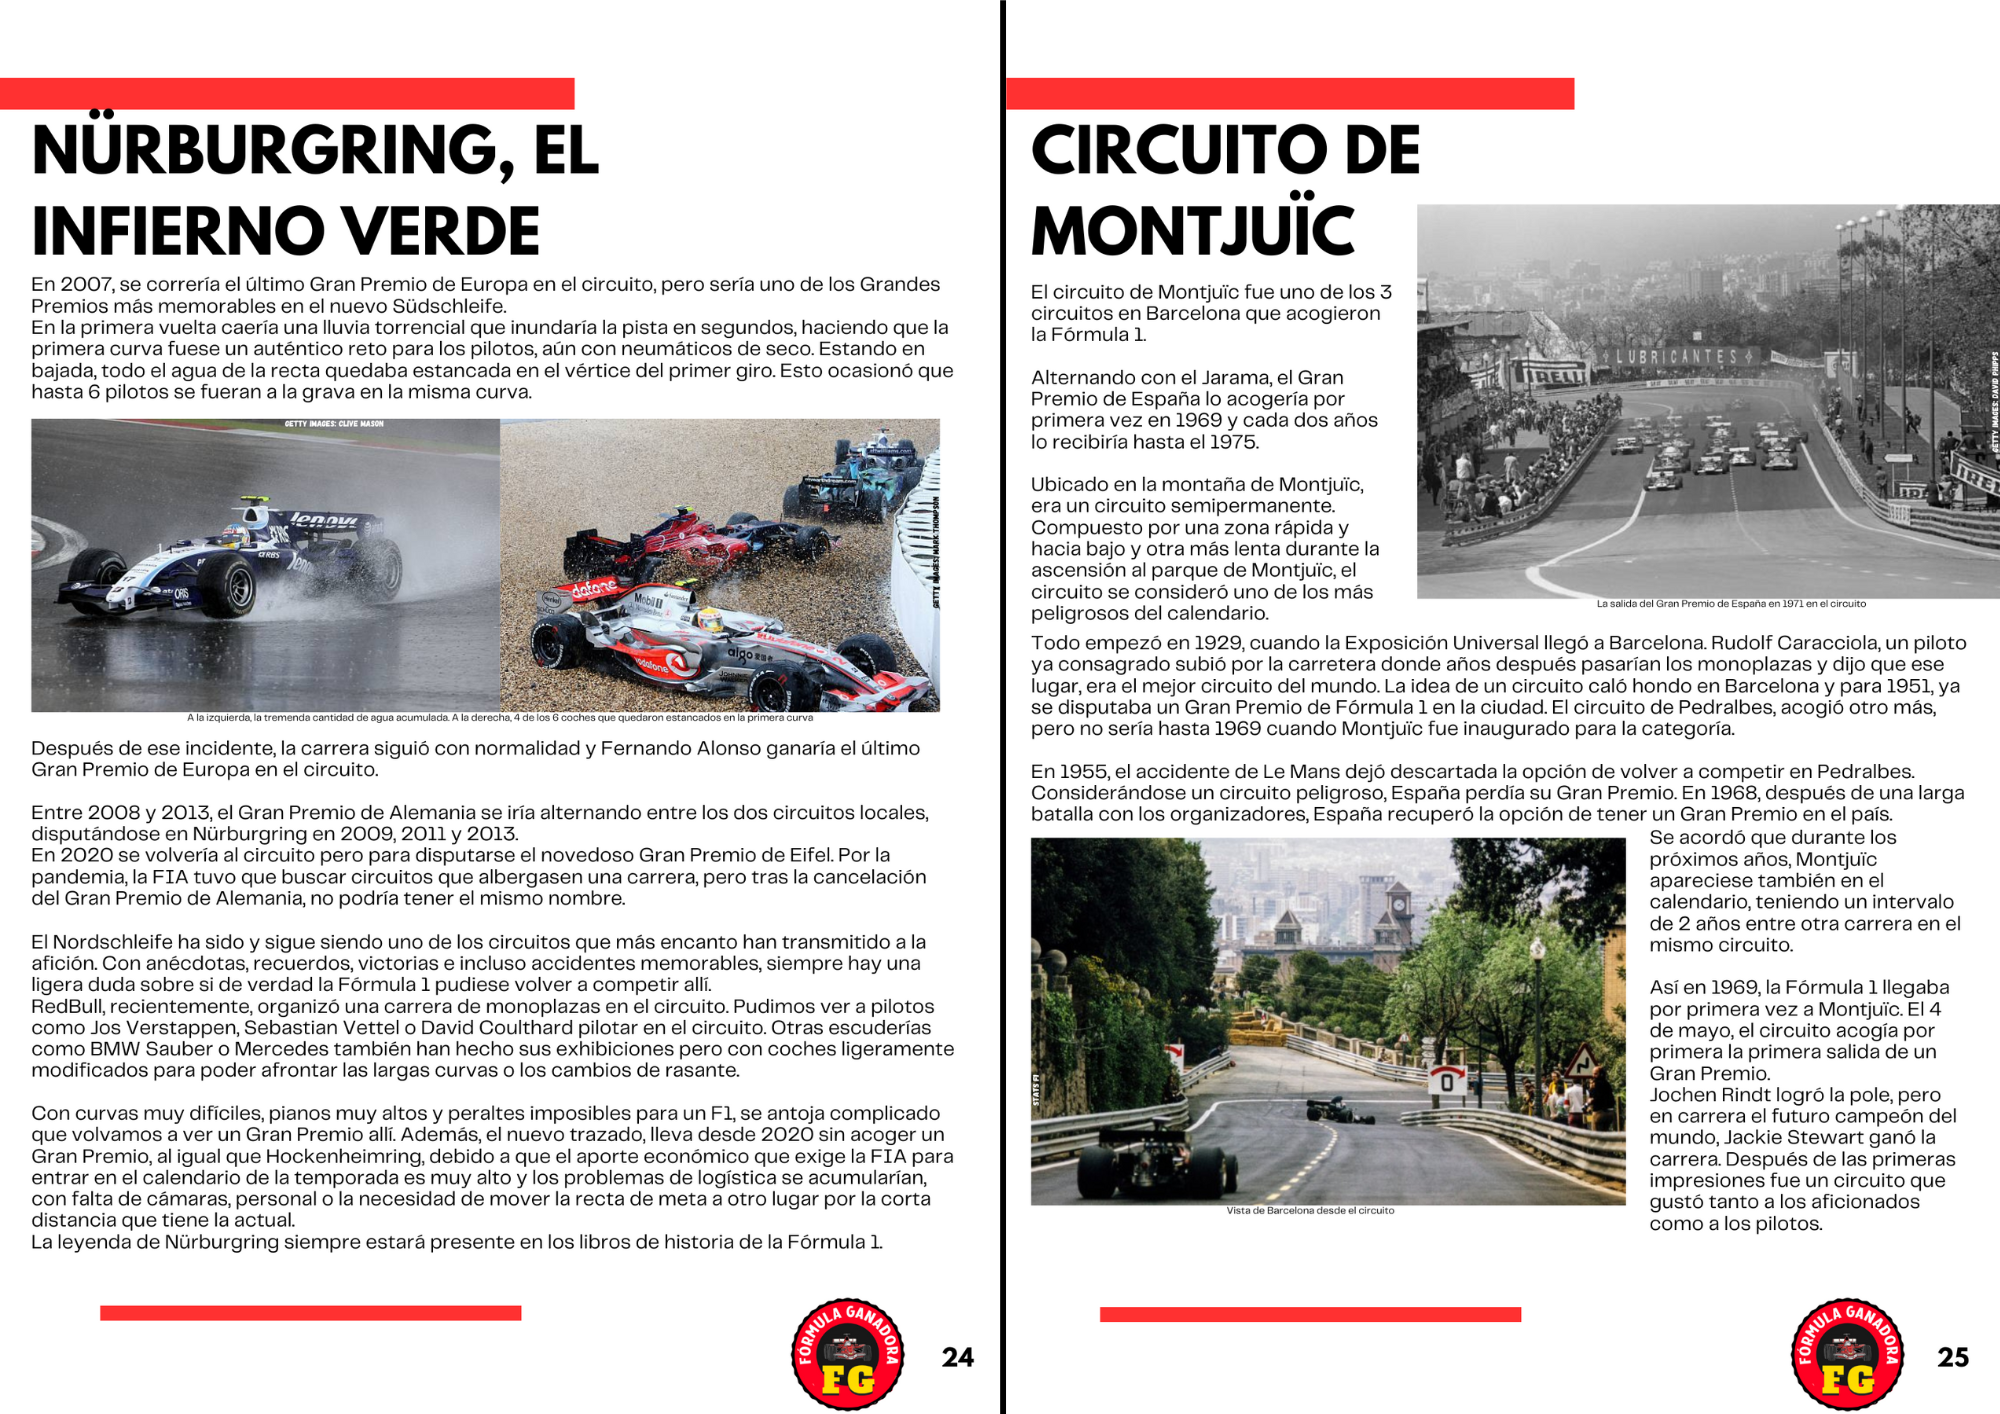 NÜRBURGRING, EL
INFIERNO VERDE
En 2007, se correría el último Gran Premio de Europa en el circuito, pero sería uno de los Grandes
Premios más memorables en el nuevo Südschleife.
En la primera vuelta caería una lluvia torrencial que inundaría la pista en segundos, haciendo que la
primera curva fuese un auténtico reto para los pilotos, aún con neumáticos de seco. Estando en
bajada, todo el agua de la recta quedaba estancada en el vértice del primer giro. Esto ocasionó que
hasta 6 pilotos se fueran a la grava en la misma curva.
GETTY IMAGES: CLIVE MASON
GETTY IMAGES: MARK THOMPSON
lenovo
RBS
ORIS
17
vodafone
Mobil 1
algo
vodafone
A la izquierda, la tremenda cantidad de agua acumulada. A la derecha, 4 de los 6 coches que quedaron estancados en la primera curva
Después de ese incidente, la carrera siguió con normalidad y Fernando Alonso ganaría el último
Gran Premio de Europa en el circuito.
Entre 2008 y 2013, el Gran Premio de Alemania se iría alternando entre los dos circuitos locales,
disputándose en Nürburgring en 2009, 2011 y 2013.
En 2020 se volvería al circuito pero para disputarse el novedoso Gran Premio de Eifel. Por la
pandemia, la FIA tuvo que buscar circuitos que albergasen una carrera, pero tras la cancelación
del Gran Premio de Alemania, no podría tener el mismo nombre.
El Nordschleife ha sido y sigue siendo uno de los circuitos que más encanto han transmitido a la
afición. Con anécdotas, recuerdos, victorias e incluso accidentes memorables, siempre hay una
ligera duda sobre si de verdad la Fórmula 1 pudiese volver a competir allí.
RedBull, recientemente, organizó una carrera de monoplazas en el circuito. Pudimos ver a pilotos
como Jos Verstappen, Sebastian Vettel o David Coulthard pilotar en el circuito. Otras escuderías
como BMW Sauber o Mercedes también han hecho sus exhibiciones pero con coches ligeramente
modificados para poder afrontar las largas curvas o los cambios de rasante.
Con curvas muy difíciles, pianos muy altos y peraltes imposibles para un F1, se antoja complicado
que volvamos a ver un Gran Premio allí. Además, el nuevo trazado, lleva desde 2020 sin acoger un
Gran Premio, al igual que Hockenheimring, debido a que el aporte económico que exige la FIA para
entrar en el calendario de la temporada es muy alto y los problemas de logística se acumularían,
con falta de cámaras, personal o la necesidad de mover la recta de meta a otro lugar por la corta
distancia que tiene la actual.
La leyenda de Nürburgring siempre estará presente en los libros de historia de la Fórmula 1.
FÓRMULA GANADORA
FG
24
CIRCUITO DE
MONTJUÏC
El circuito de Montjuïc fue uno de los 3
circuitos en Barcelona que acogieron
la Fórmula 1.
Alternando con el Jarama, el Gran
Premio de España lo acogería por
primera vez en 1969 y cada dos años
lo recibiría hasta el 1975.
Ubicado en la montaña de Montjuïc,
era un circuito semipermanente.
Compuesto por una zona rápida y
hacia bajo y otra más lenta durante la
ascensión al parque de Montjuïc, el
circuito se consideró uno de los más
peligrosos del calendario.
LUBRICANTES
PIRELLI
GETTY IMAGES: DAVID PHIPPS
La salida del Gran Premio de España en 1971 en el circuito
Todo empezó en 1929, cuando la Exposición Universal llegó a Barcelona. Rudolf Caracciola, un piloto
ya consagrado subió por la carretera donde años después pasarían los monoplazas y dijo que ese
lugar, era el mejor circuito del mundo. La idea de un circuito caló hondo en Barcelona y para 1951, ya
se disputaba un Gran Premio de Fórmula 1 en la ciudad. El circuito de Pedralbes, acogió otro más,
pero no sería hasta 1969 cuando Montjuïc fue inaugurado para la categoría.
En 1955, el accidente de Le Mans dejó descartada la opción de volver a competir en Pedralbes.
Considerándose un circuito peligroso, España perdía su Gran Premio. En 1968, después de una larga
batalla con los organizadores, España recuperó la opción de tener un Gran Premio en el país.
Se acordó que durante los
próximos años, Montjuïc
apareciese también en el
calendario, teniendo un intervalo
de 2 años entre otra carrera en el
mismo circuito.
Así en 1969, la Fórmula 1 llegaba
por primera vez a Montjuïc. El 4
de mayo, el circuito acogía por
primera la primera salida de un
Gran Premio.
Jochen Rindt logró la pole, pero
en carrera el futuro campeón del
mundo, Jackie Stewart ganó la
carrera. Después de las primeras
impresiones fue un circuito que
gustó tanto a los aficionados
como a los pilotos.
STATS F1
0
Vista de Barcelona desde el circuito
FÓRMULA GANADORA
FG
25